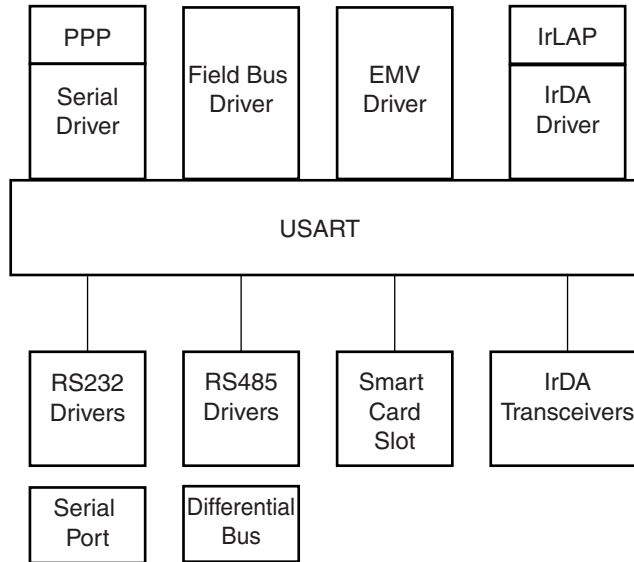 PPP
Serial
Driver
Field Bus
Driver
EMV
Driver
IrLAP
IrDA
Driver
USART
RS232
Drivers
RS485
Drivers
Smart
Card
Slot
IrDA
Transceivers
Serial
Port
Differential
Bus